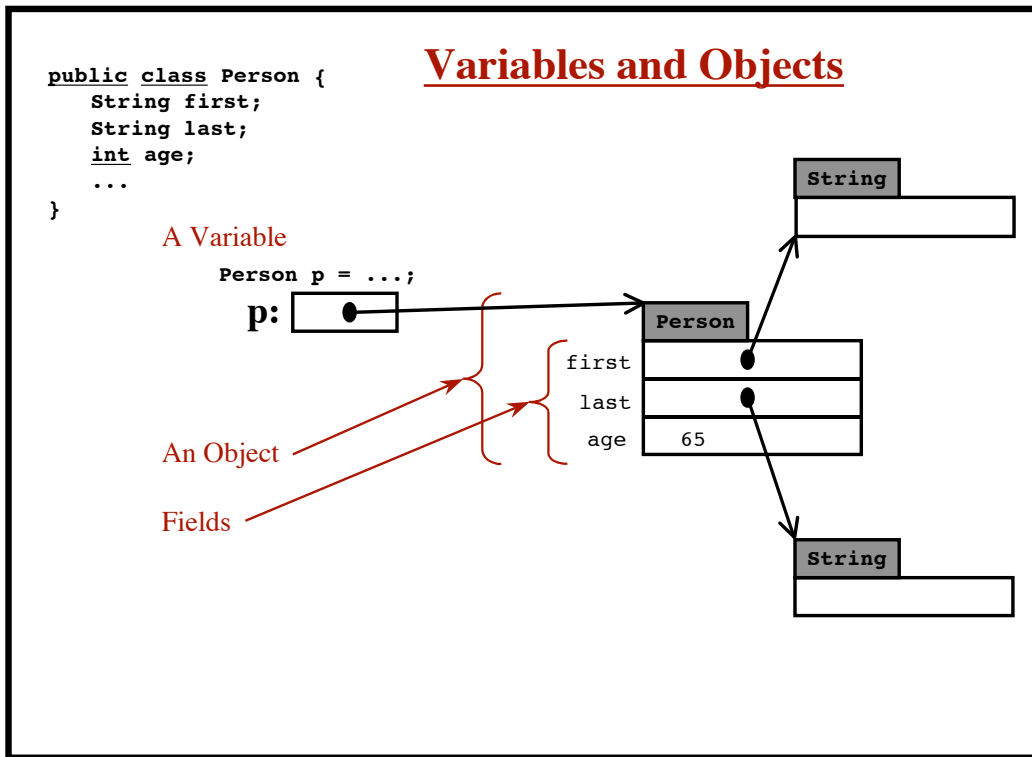 Variables and Objects
public class Person {
String first;
String last;
int age;
...
}
A Variable
Person p = ...;
p:
String
Person
first
last
age 65
An Object
Fields
String